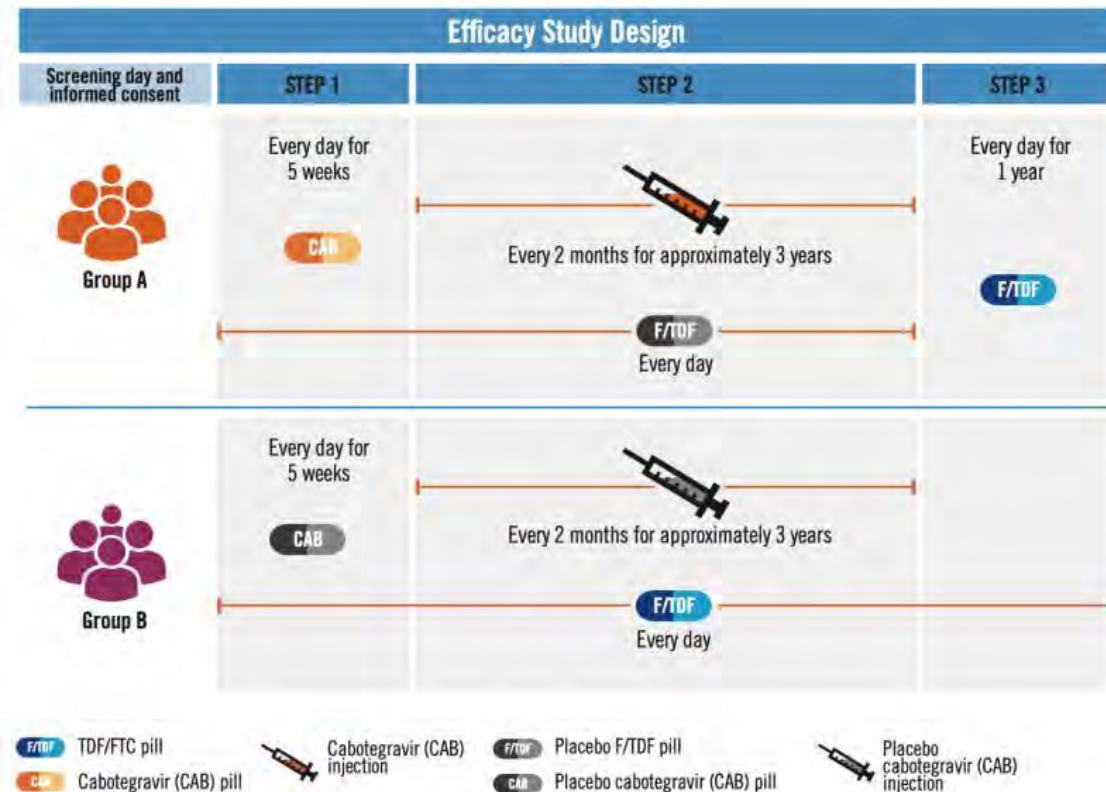 Efficacy Study Design
Screening day and
informed consent
STEP 1
STEP 2
STEP 3
Group A
Every day for
5 weeks
CAB
Every 2 months for approximately 3 years
F/TDF
Every day
Every day for
1 year
F/TDF
Group B
Every day for
5 weeks
CAB
Every 2 months for approximately 3 years
F/TDF
Every day
F/TDF TDF/FTC pill
CAB Cabotegravir (CAB) pill
Cabotegravir (CAB)
injection
F/TDF Placebo F/TDF pill
CAB Placebo cabotegravir (CAB) pill
Placebo
cabotegravir (CAB)
injection